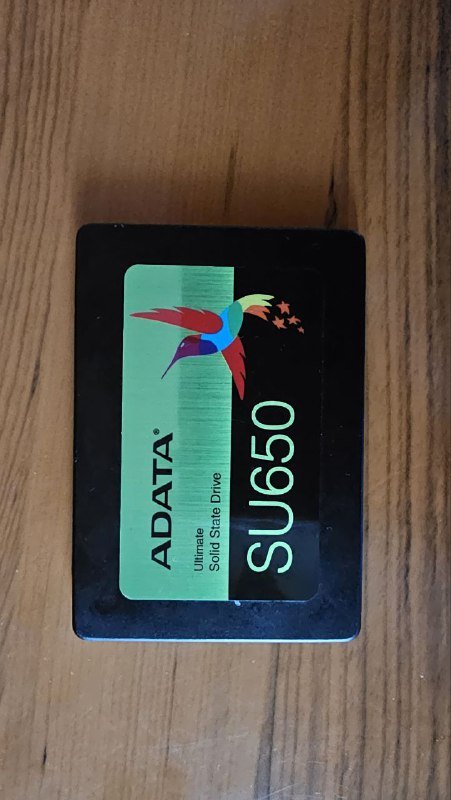 ADATA®
Ultimate
Solid State Drive
SU650